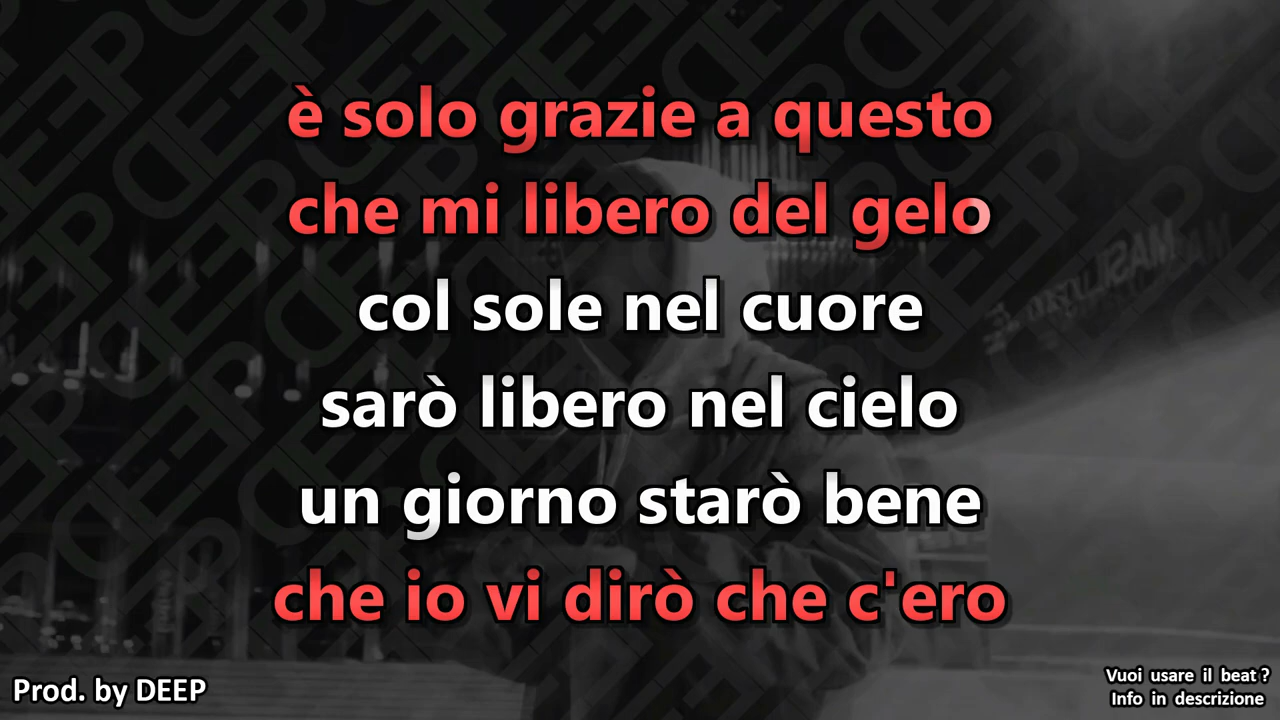 è solo grazie a questo
che mi libero del gelo
col sole nel cuore
sarò libero nel cielo
un giorno starò bene
che io vi dirò che c'ero
Prod. by DEEP
Vuoi usare il beat ?
Info in descrizione